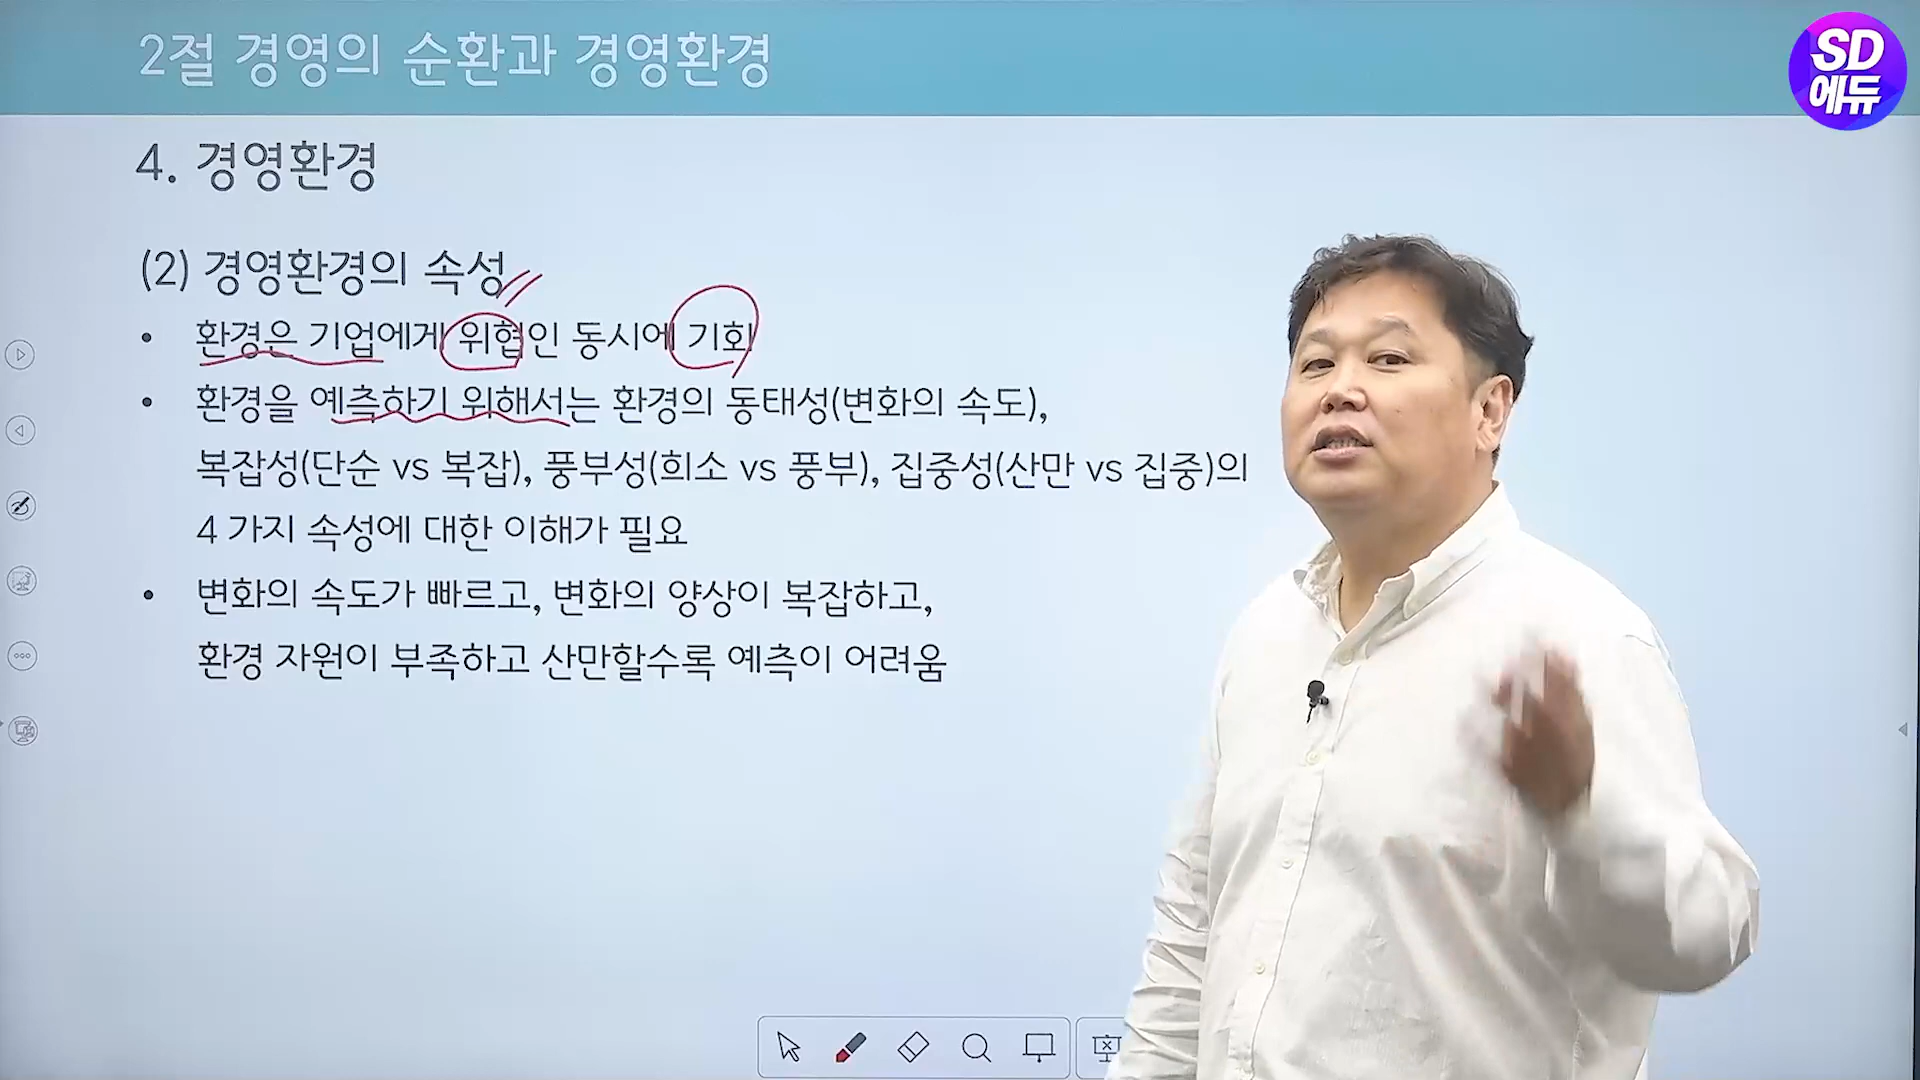 2절 경영의 순환과 경영환경
SD
에듀
4. 경영환경
(2) 경영환경의 속성
• 환경은 기업에게 위협인 동시에 기회
• 환경을 예측하기 위해서는 환경의 동태성(변화의 속도),
복잡성(단순 vs 복잡), 풍부성(희소 vs 풍부), 집중성(산만 vs 집중)의
4 가지 속성에 대한 이해가 필요
• 변화의 속도가 빠르고, 변화의 양상이 복잡하고,
환경 자원이 부족하고 산만할수록 예측이 어려움